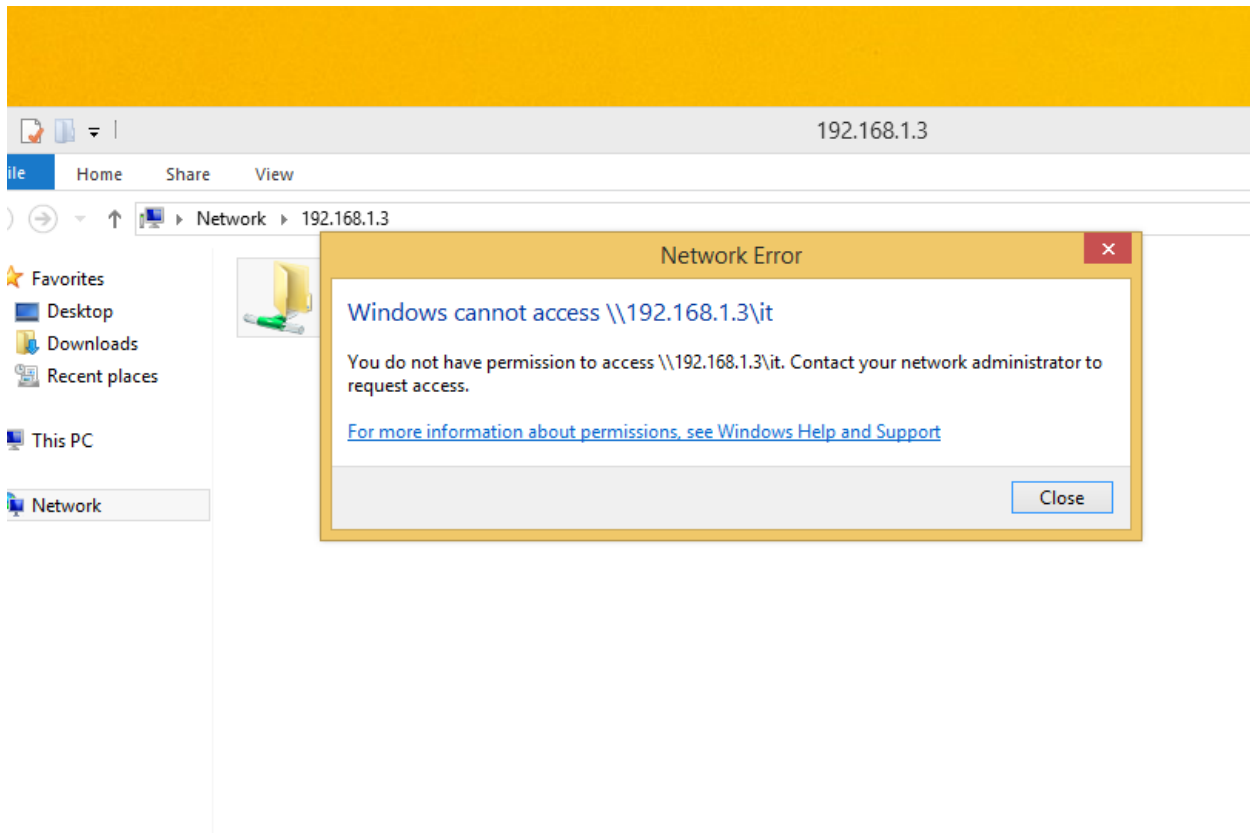 192.168.1.3
ile Home Share View
Network 192.168.1.3
Network Error
Favorites
Desktop
Downloads
Recent places
This PC
Network
Windows cannot access \\192.168.1.3\it
You do not have permission to access \\192.168.1.3\it. Contact your network administrator to
request access.
For more information about permissions, see Windows Help and Support
Close